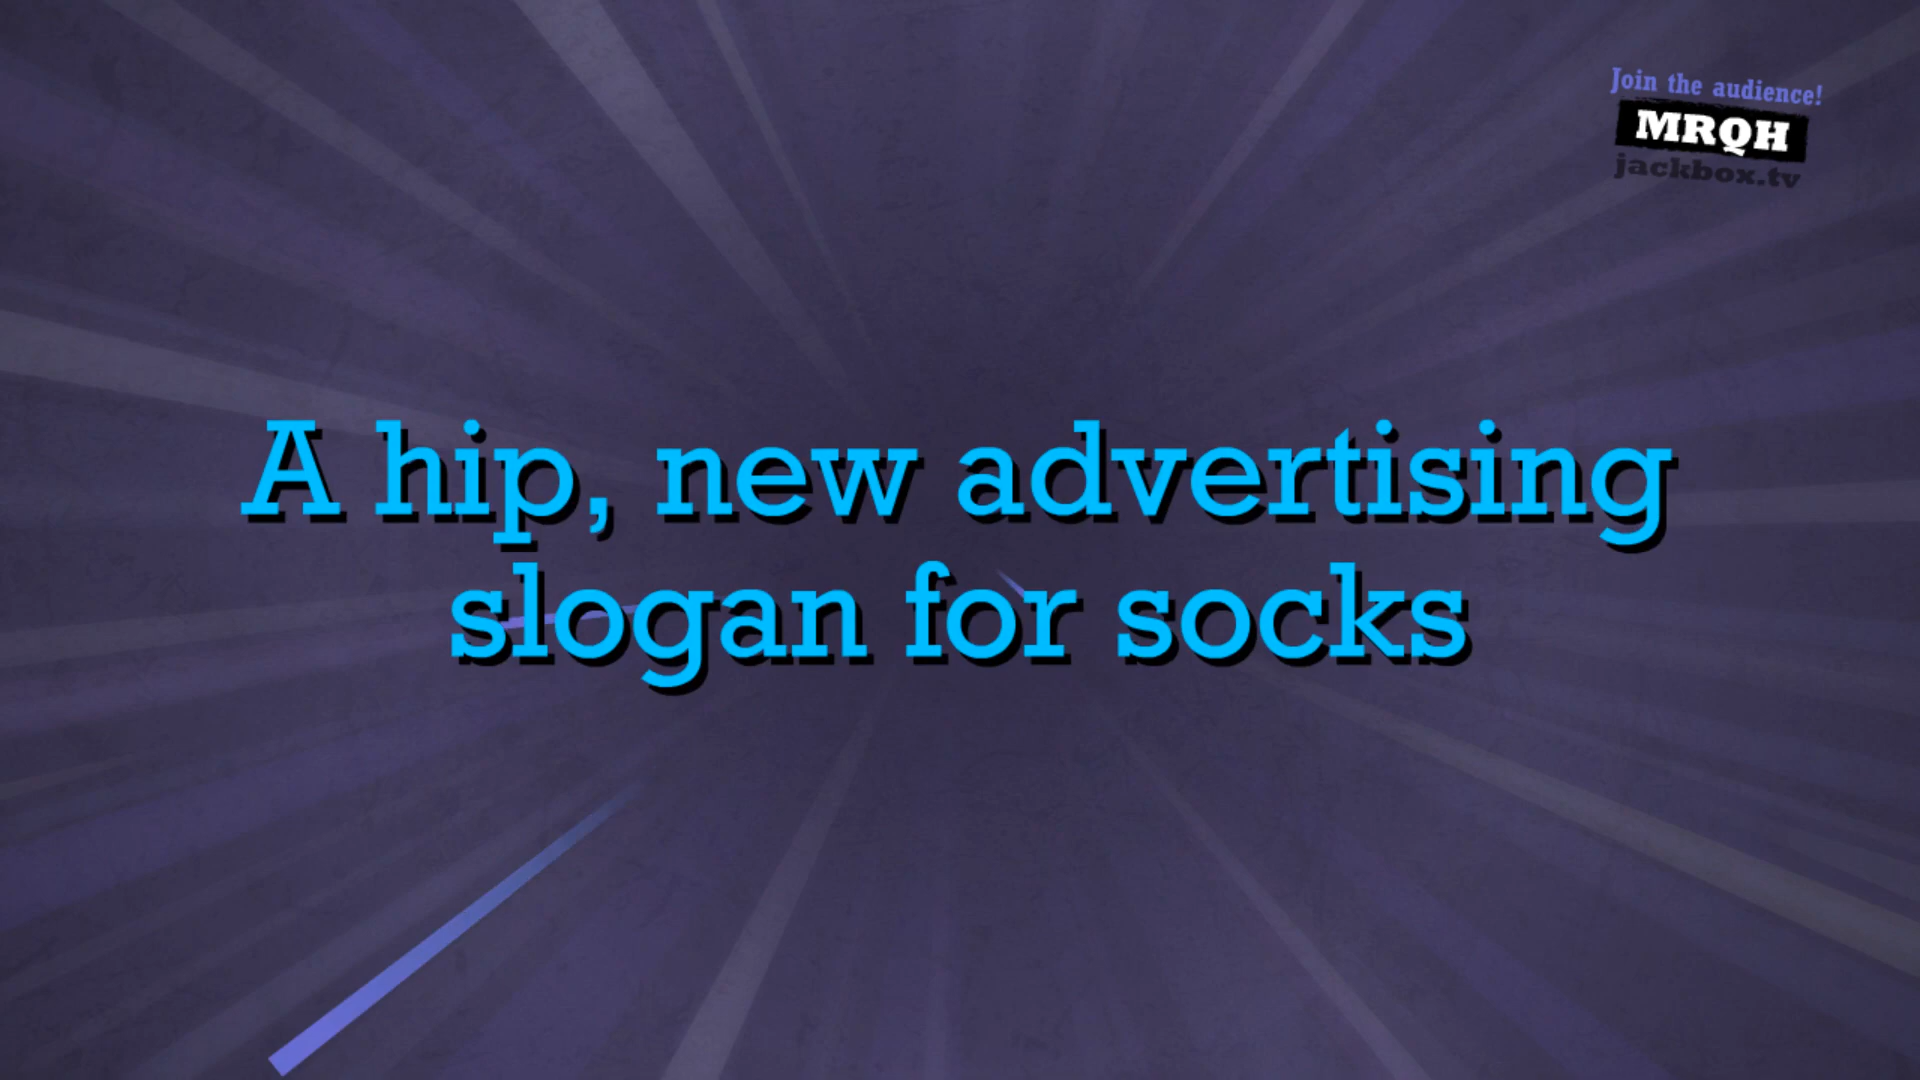 Join the audience!
MRQH
jackbox.tv
A hip, new advertising
slogan for socks